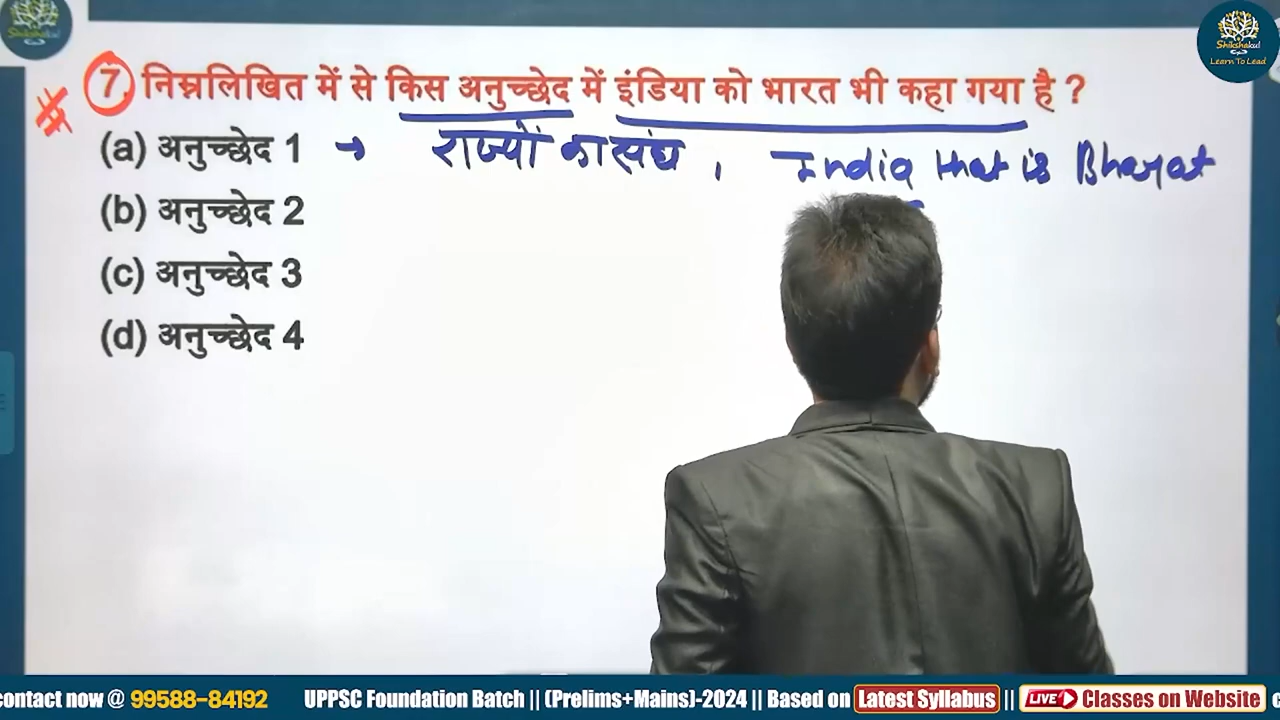 Shikshakul
Shikshakul
Learn To Lead
# 7 निम्नलिखित में से किस अनुच्छेद में इंडिया को भारत भी कहा गया है ?
(a) अनुच्छेद 1 → राज्यों का संघ , India that is Bharat
(b) अनुच्छेद 2
(c) अनुच्छेद 3
(d) अनुच्छेद 4
contact now @ 99588-84192 UPPSC Foundation Batch || (Prelims+Mains)-2024 || Based on Latest Syllabus || LIVE Classes on Website